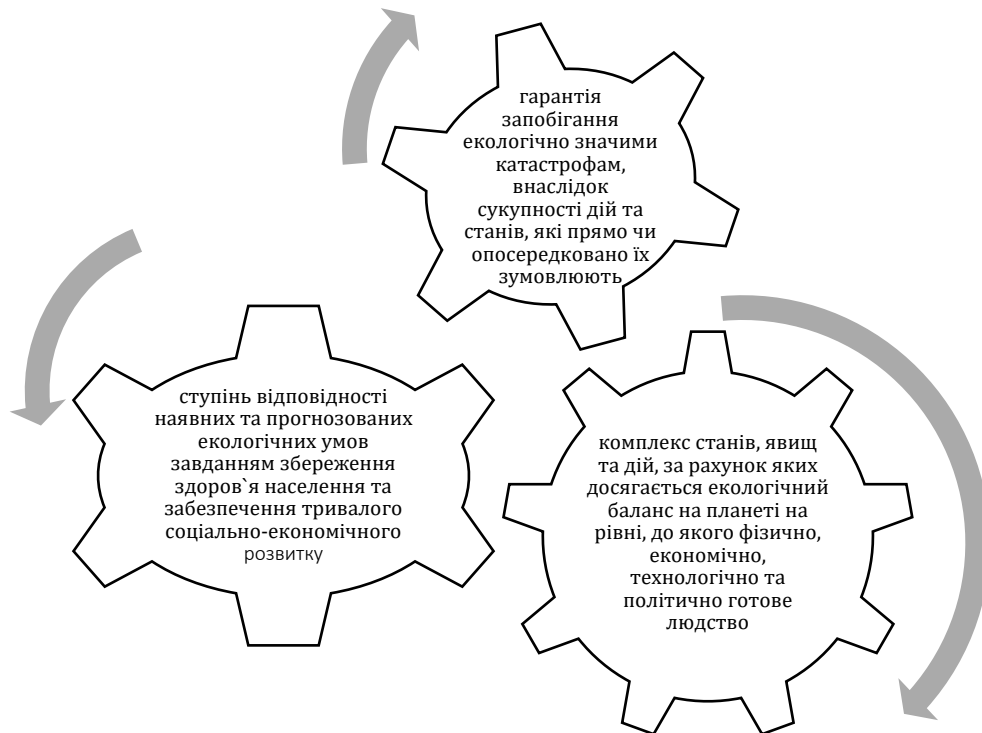 гарантія
запобігання
екологічно значими
катастрофам,
внаслідок
сукупності дій та
станів, які прямо чи
опосередковано їх
зумовлюють
ступінь відповідності
наявних та прогнозованих
екологічних умов
завданням збереження
здоров`я населення та
забезпечення тривалого
соціально-економічного
розвитку
комплекс станів, явищ
та дій, за рахунок яких
досягається екологічний
баланс на планеті на
рівні, до якого фізично,
економічно,
технологічно та
політично готове
людство